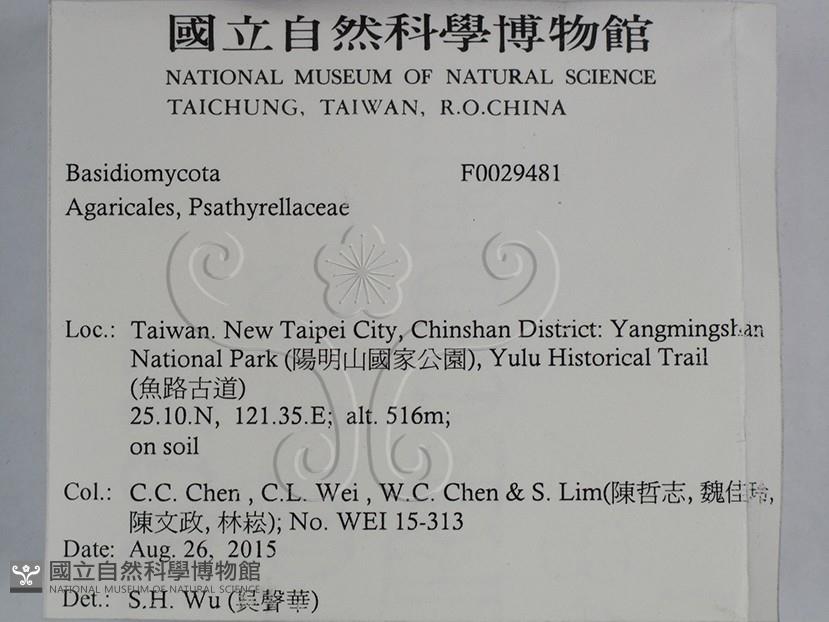 國立自然科學博物館
NATIONAL MUSEUM OF NATURAL SCIENCE
TAICHUNG, TAIWAN, R.O.CHINA
Basidiomycota F0029481
Agaricales, Psathyrellaceae
Loc.: Taiwan. New Taipei City, Chinshan District: Yangmingshan
National Park (陽明山國家公園), Yulu Historical Trail
(魚路古道)
25.10.N, 121.35.E; alt. 516m;
on soil
Col.: C.C. Chen , C.L. Wei , W.C. Chen & S. Lim(陳哲志, 魏佳玲,
陳文政, 林崧); No. WEI 15-313
Date: Aug. 26, 2015
國立自然科學博物館
NATIONAL MUSEUM OF NATURAL SCIENCE
Det.: S.H. Wu (吳聲華)